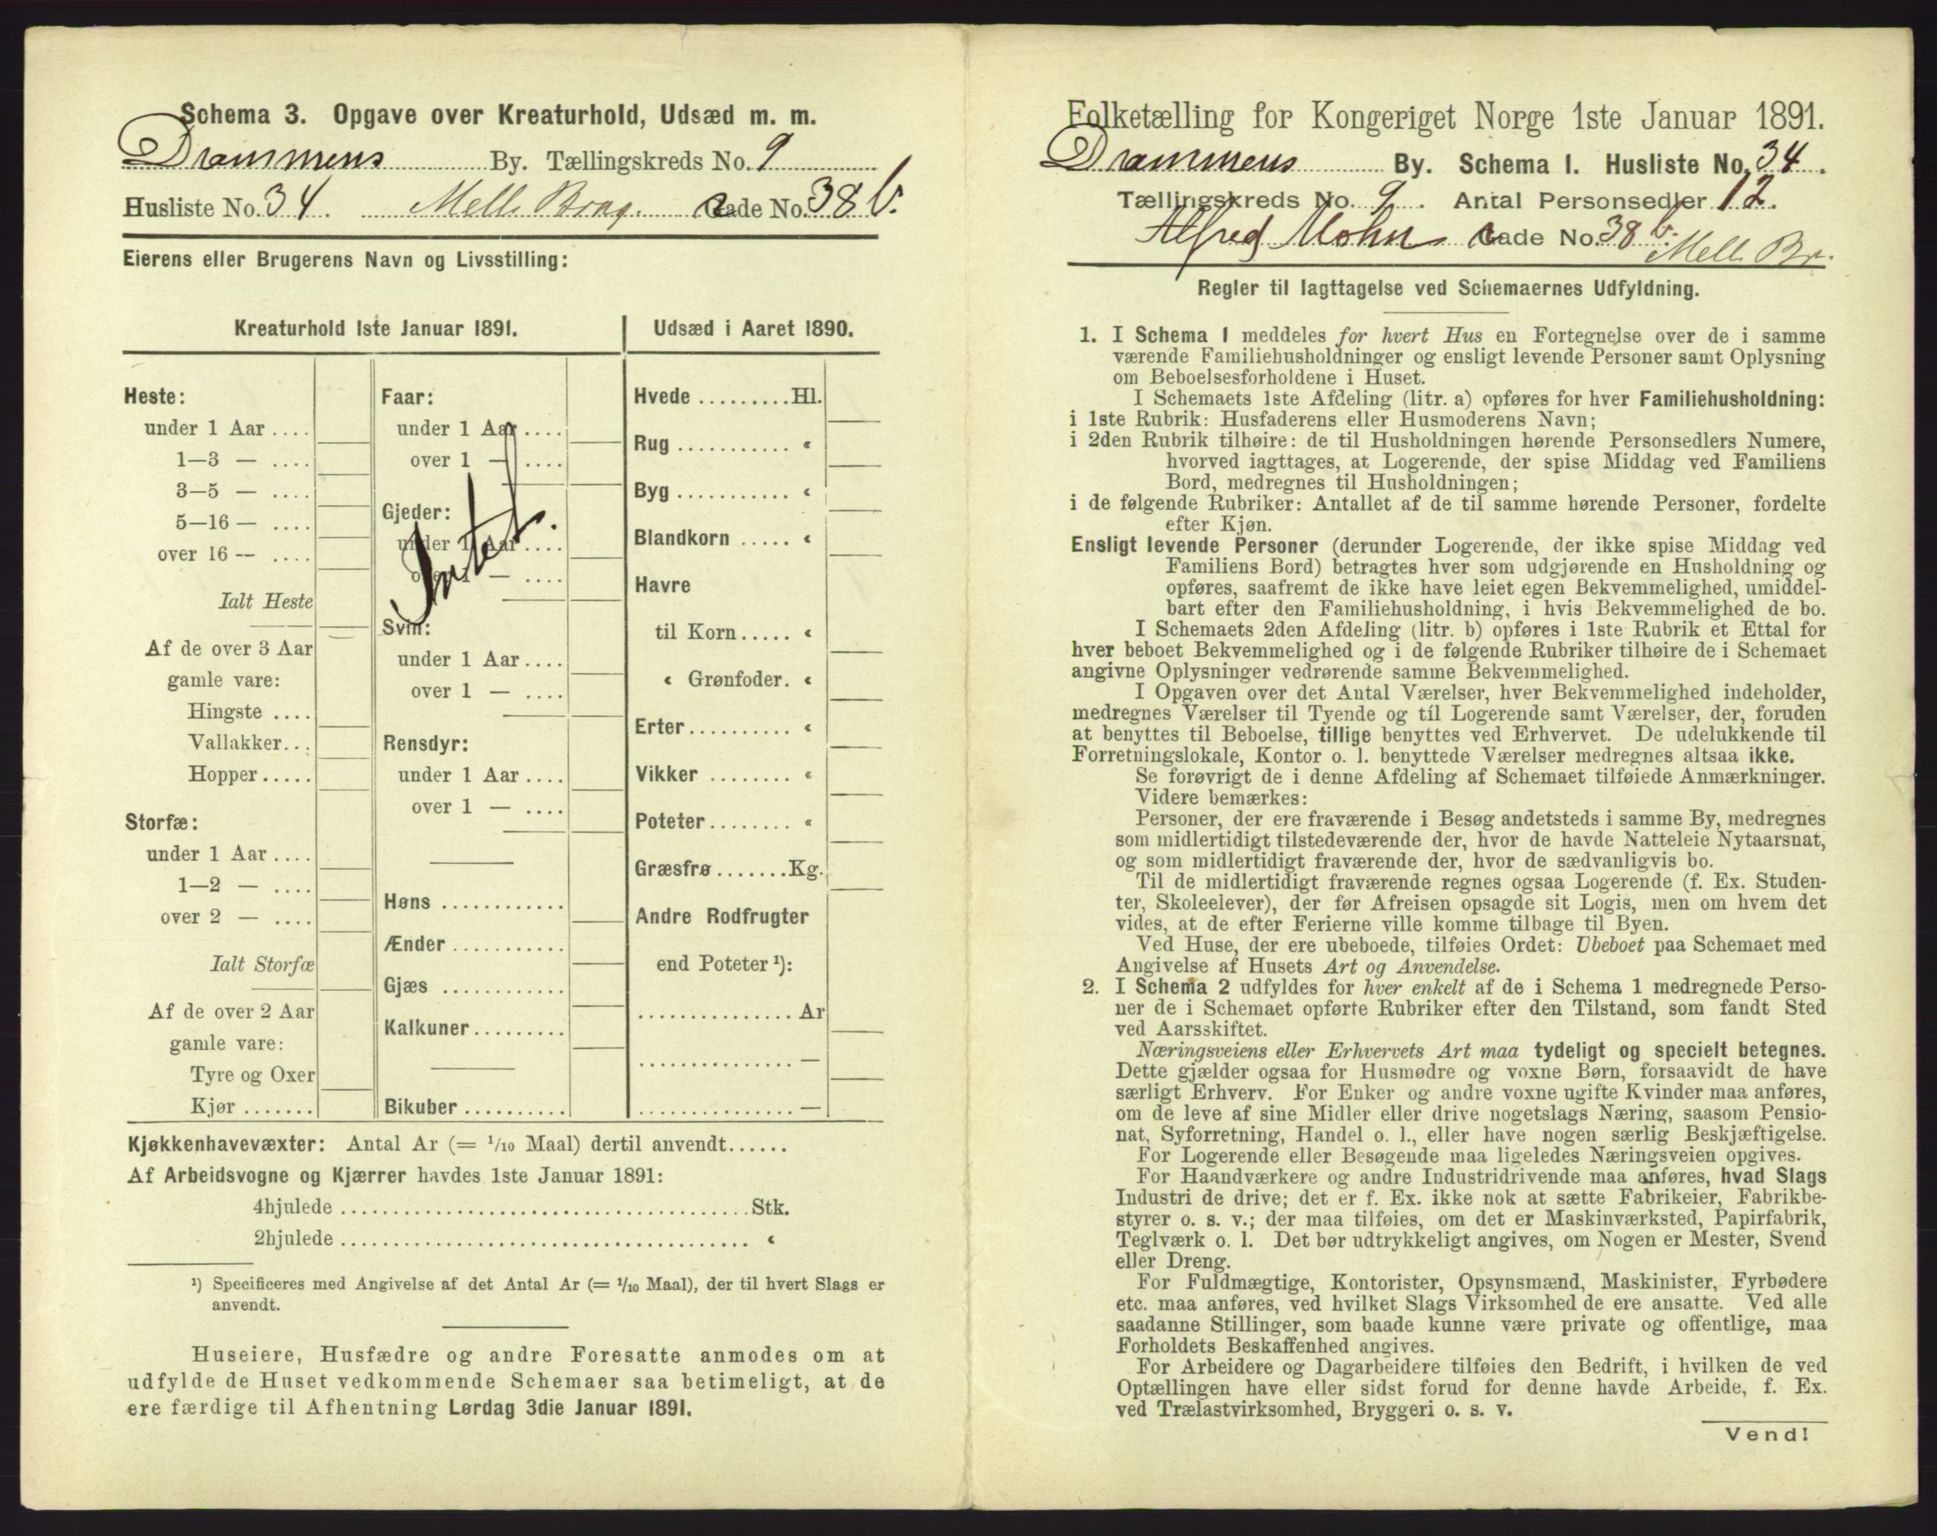 Schema 3. Opgave over Kreaturhold, Udsæd m. m.
Drammens By. Tællingskreds No. 9
Husliste No. 34. Mell. Brag. Gade No. 38 b.
Eierens eller Brugerens Navn og Livsstilling:
Kreaturhold 1ste Januar 1891.
Heste:
under 1 Aar ....
1—3 — ....
3—5 — ....
5—16 — ....
over 16 — ....
Ialt Heste
Af de over 3 Aar
gamle vare:
Hingste ....
Vallakker...
Hopper.....
Storfæ:
under 1 Aar ....
1—2 — ....
over 2 — ....
Ialt Storfæ
Af de over 2 Aar
gamle vare:
Tyre og Oxer
Kjør.......
Faar:
under 1 Aar ....
over 1 — ....
Gjeder:
under 1 Aar ....
over 1 — ....
Intet.
Svin:
under 1 Aar ....
over 1 — ....
Rensdyr:
under 1 Aar ....
over 1 — ....
Høns ............
Ænder ...........
Gjæs ............
Kalkuner.........
Bikuber..........
Udsæd i Aaret 1890.
Hvede .........Hl.
Rug ........... «
Byg ........... «
Blandkorn ..... «
Havre
til Korn ..... «
« Grønfoder. «
Erter.......... «
Vikker ........ «
Poteter........ «
Græsfrø.......Kg.
Andre Rodfrugter
end Poteter ¹):
...............Ar
............... —
............... —
Kjøkkenhavevæxter: Antal Ar (= 1/10 Maal) dertil anvendt......
Af Arbeidsvogne og Kjærrer havdes 1ste Januar 1891:
4hjulede .......................................Stk.
2hjulede ....................................... «
¹) Specificeres med Angivelse af det Antal Ar (= 1/10 Maal), der til hvert Slags er
anvendt.
Huseiere, Husfædre og andre Foresatte anmodes om at
udfylde de Huset vedkommende Schemaer saa betimeligt, at de
ere færdige til Afhentning Lørdag 3die Januar 1891.
Folketælling for Kongeriget Norge 1ste Januar 1891.
Drammens By. Schema I. Husliste No. 34.
Tællingskreds No. 9. Antal Personsedler 12.
Alfred Mohn Gade No. 38 b. Mell. Br.
Regler til Iagttagelse ved Schemaernes Udfyldning.
1. I Schema 1 meddeles for hvert Hus en Fortegnelse over de i samme
værende Familiehusholdninger og ensligt levende Personer samt Oplysning
om Beboelsesforholdene i Huset.
I Schemaets 1ste Afdeling (litr. a) opføres for hver Familiehusholdning:
i 1ste Rubrik: Husfaderens eller Husmoderens Navn;
i 2den Rubrik tilhøire: de til Husholdningen hørende Personsedlers Numere,
hvorved iagttages, at Logerende, der spise Middag ved Familiens
Bord, medregnes til Husholdningen;
i de følgende Rubriker: Antallet af de til samme hørende Personer, fordelte
efter Kjøn.
Ensligt levende Personer (derunder Logerende, der ikke spise Middag ved
Familiens Bord) betragtes hver som udgjørende en Husholdning og
opføres, saafremt de ikke have leiet egen Bekvemmelighed, umiddel-
bart efter den Familiehusholdning, i hvis Bekvemmelighed de bo.
I Schemaets 2den Afdeling (litr. b) opføres i 1ste Rubrik et Ettal for
hver beboet Bekvemmelighed og i de følgende Rubriker tilhøire de i Schemaet
angivne Oplysninger vedrørende samme Bekvemmelighed.
I Opgaven over det Antal Værelser, hver Bekvemmelighed indeholder,
medregnes Værelser til Tyende og til Logerende samt Værelser, der, foruden
at benyttes til Beboelse, tillige benyttes ved Erhvervet. De udelukkende til
Forretningslokale, Kontor o. l. benyttede Værelser medregnes altsaa ikke.
Se forøvrigt de i denne Afdeling af Schemaet tilføiede Anmærkninger.
Videre bemærkes:
Personer, der ere fraværende i Besøg andetsteds i samme By, medregnes
som midlertidigt tilstedeværende der, hvor de havde Natteleie Nytaarsnat,
og som midlertidigt fraværende der, hvor de sædvanligvis bo.
Til de midlertidigt fraværende regnes ogsaa Logerende (f. Ex. Studen-
ter, Skoleelever), der før Afreisen opsagde sit Logis, men om hvem det
vides, at de efter Ferierne ville komme tilbage til Byen.
Ved Huse, der ere ubeboede, tilføies Ordet: Ubeboet paa Schemaet med
Angivelse af Husets Art og Anvendelse.
2. I Schema 2 udfyldes for hver enkelt af de i Schema 1 medregnede Perso-
ner de i Schemaet opførte Rubriker efter den Tilstand, som fandt Sted
ved Aarsskiftet.
Næringsveiens eller Erhvervets Art maa tydeligt og specielt betegnes.
Dette gjælder ogsaa for Husmødre og voxne Børn, forsaavidt de have
særligt Erhverv. For Enker og andre voxne ugifte Kvinder maa anføres,
om de leve af sine Midler eller drive nogetslags Næring, saasom Pensio-
nat, Syforretning, Handel o. l., eller have nogen særlig Beskjæftigelse.
For Logerende eller Besøgende maa ligeledes Næringsveien opgives.
For Haandværkere og andre Industridrivende maa anføres, hvad Slags
Industri de drive; det er f. Ex. ikke nok at sætte Fabrikeier, Fabrikbe-
styrer o. s. v.; der maa tilføies, om det er Maskinværksted, Papirfabrik,
Teglværk o. l. Det bør udtrykkeligt angives, om Nogen er Mester, Svend
eller Dreng.
For Fuldmægtige, Kontorister, Opsynsmænd, Maskinister, Fyrbødere
etc. maa anføres, ved hvilket Slags Virksomhed de ere ansatte. Ved alle
saadanne Stillinger, som baade kunne være private og offentlige, maa
Forholdets Beskaffenhed angives.
For Arbeidere og Dagarbeidere tilføies den Bedrift, i hvilken de ved
Optællingen have eller sidst forud for denne havde Arbeide, f. Ex.
ved Trælastvirksomhed, Bryggeri o. s. v.
Vend!